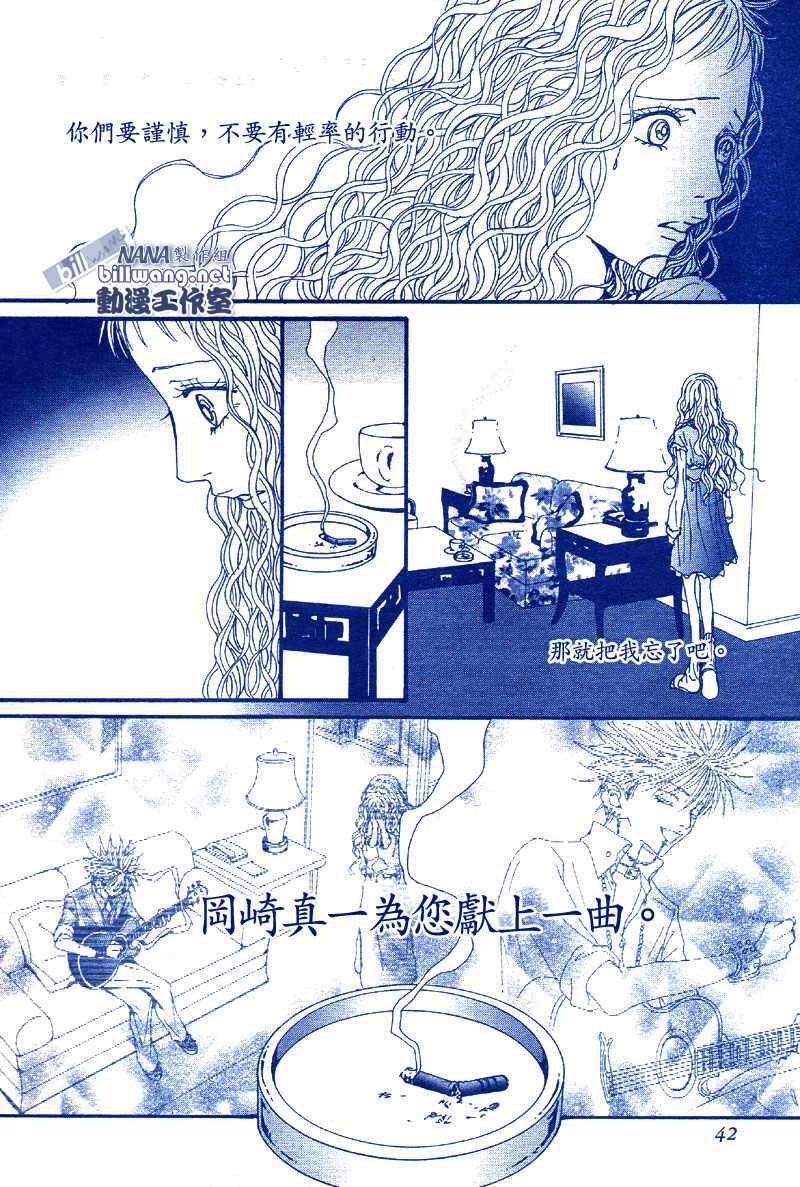 你們要謹慎，不要有輕率的行動。
NANA製作組
billwang.net
動漫工作室
那就把我忘了吧。
岡崎真一為您獻上一曲。
42